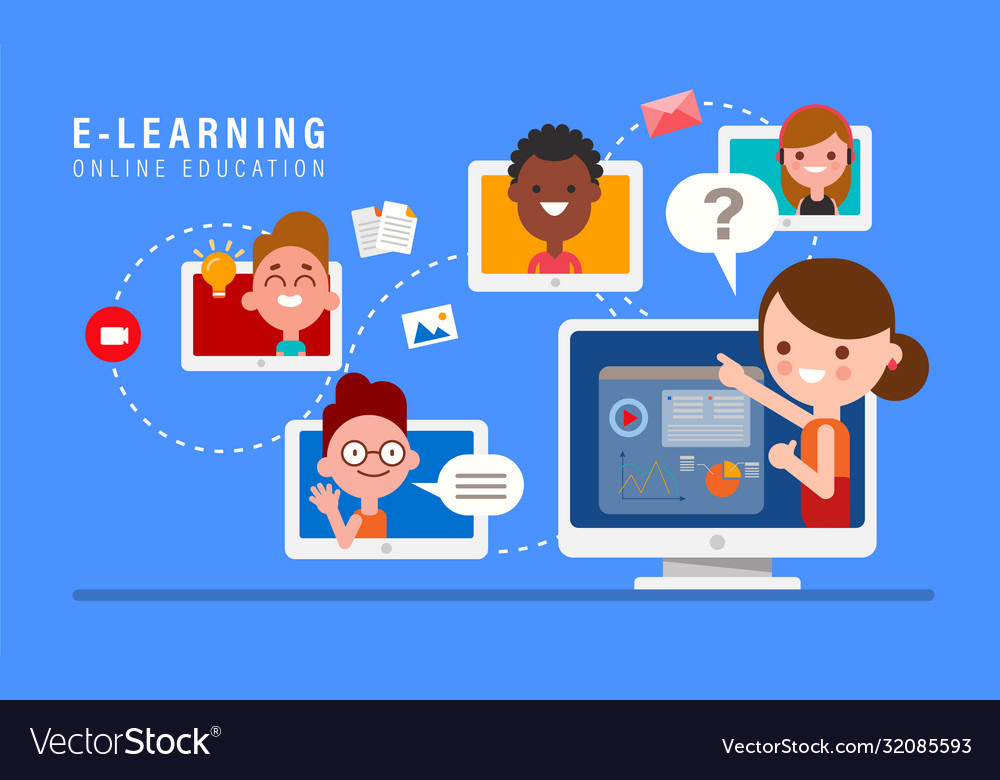 E-LEARNING
ONLINE EDUCATION
?
VectorStock®
VectorStock.com/32085593